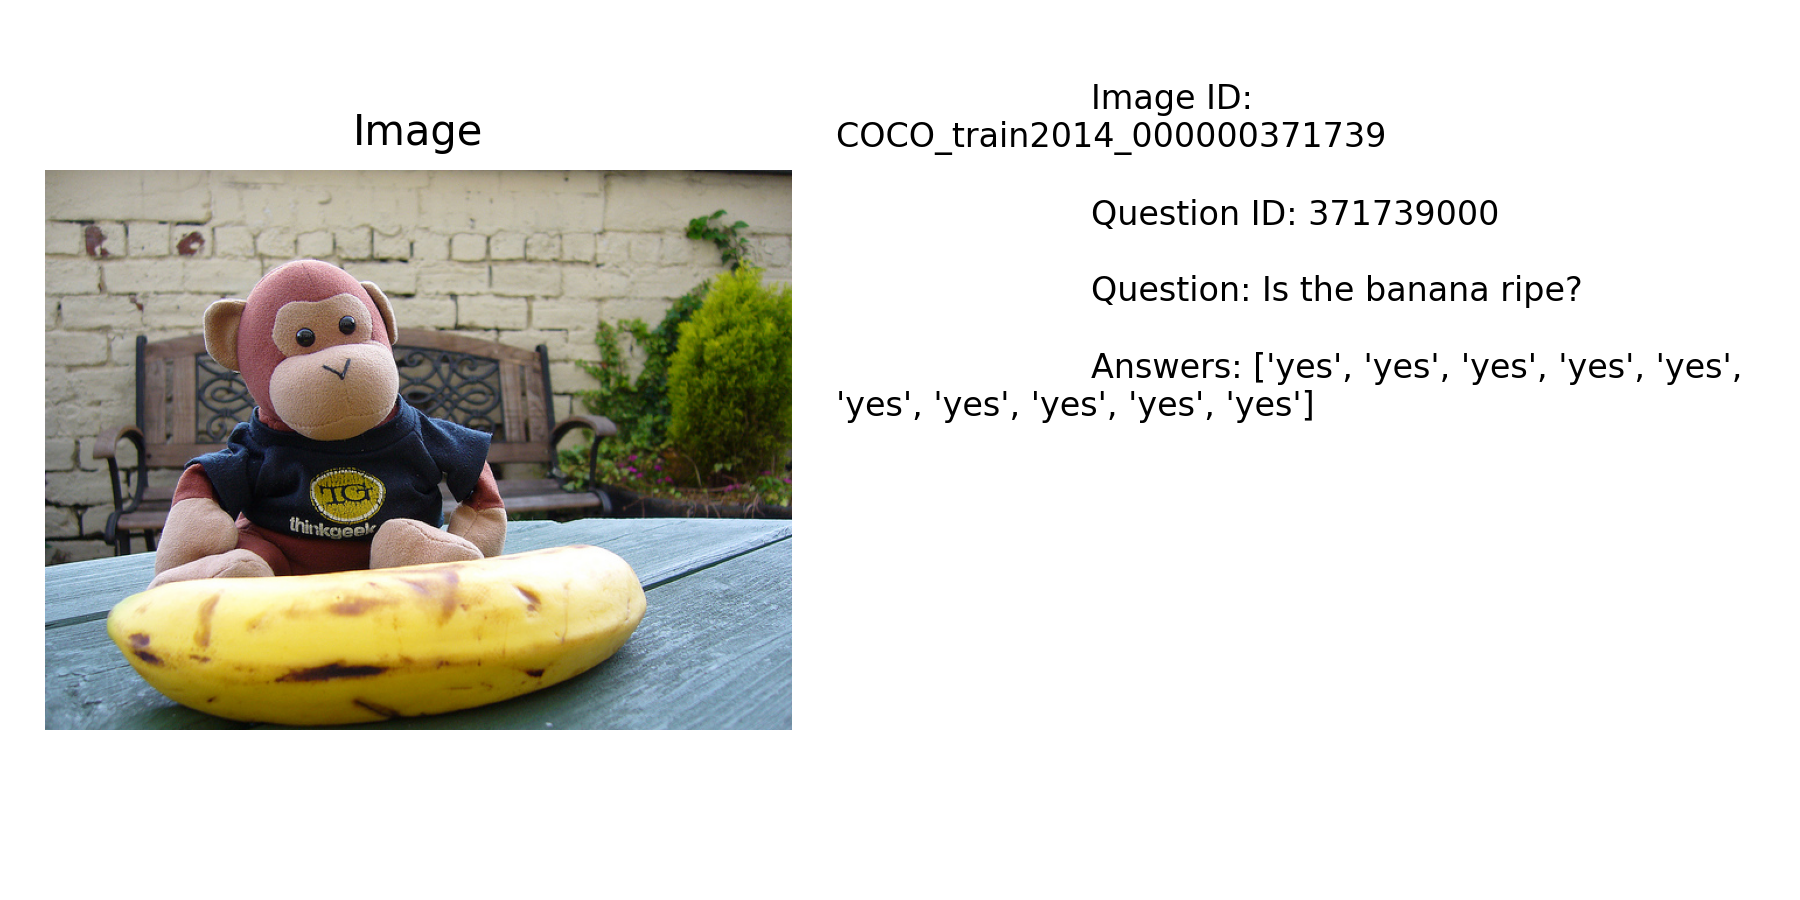 Image
Image ID:
COCO_train2014_000000371739
Question ID: 371739000
Question: Is the banana ripe?
Answers: ['yes', 'yes', 'yes', 'yes', 'yes',
'yes', 'yes', 'yes', 'yes', 'yes']
TG
thinkgeek